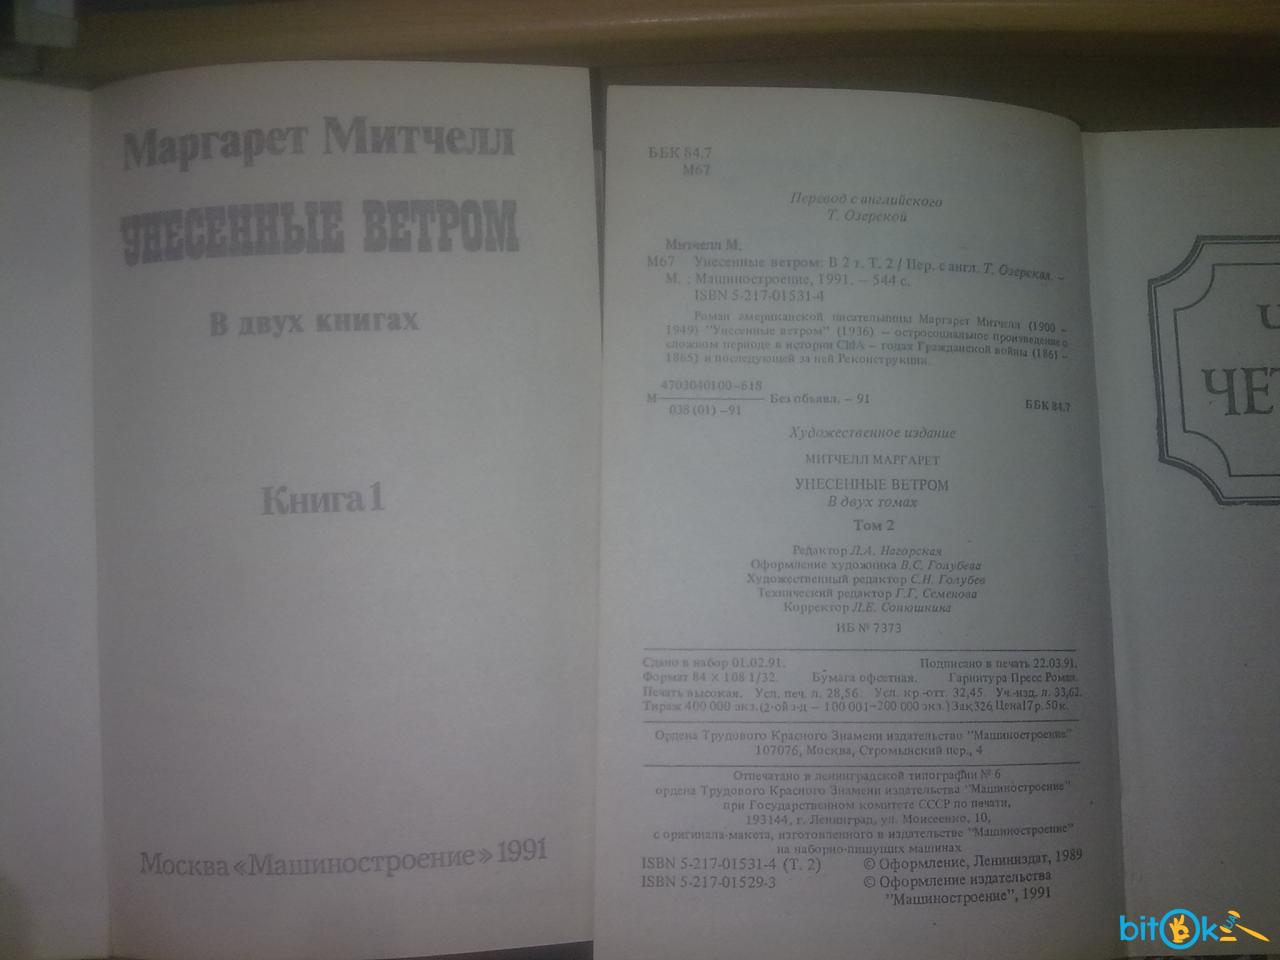 Маргарет Митчелл
УНЕСЕННЫЕ ВЕТРОМ
В двух книгах
Книга 1
Москва «Машиностроение» 1991
ББК 84.7
М67
Перевод с английского
Т. Озерской
Митчелл М.
М67 Унесенные ветром: В 2 т. Т. 2 / Пер. с англ. Т. Озерская. –
М. : Машиностроение, 1991. – 544 с.
ISBN 5-217-01531-4
Роман американской писательницы Маргарет Митчелл (1900 –
1949) "Унесенные ветром" (1936) – остросоциальное произведение о
сложном периоде в истории США – годах Гражданской войны (1861 –
1865) и последующей за ней Реконструкции.
4703040100–618
М Без объявл. – 91
038 (01) –91
ББК 84.7
Художественное издание
МИТЧЕЛЛ МАРГАРЕТ
УНЕСЕННЫЕ ВЕТРОМ
В двух томах
Том 2
Редактор Л.А. Нагорская
Оформление художника В.С. Голубева
Художественный редактор С.Н. Голубев
Технический редактор Г.Г. Семенова
Корректор Л.Е. Сонюшкина
ИБ № 7373
Сдано в набор 01.02.91. Подписано в печать 22.03.91.
Формат 84 × 108 1/32. Бумага офсетная. Гарнитура Пресс Роман.
Печать высокая. Усл. печ. л. 28,56. Усл. кр.-отт. 32,45. Уч.-изд. л. 33,62.
Тираж 400 000 экз. (2-ой з-д – 100 001–200 000 экз.) Зак. 326. Цена 17 р. 50 к.
Ордена Трудового Красного Знамени издательство "Машиностроение"
107076, Москва, Стромынский пер., 4
Отпечатано в ленинградской типографии № 6
ордена Трудового Красного Знамени издательства "Машиностроение"
при Государственном комитете СССР по печати,
193144, г. Ленинград, ул. Моисеенко, 10,
с оригинала-макета, изготовленного в издательстве "Машиностроение"
на наборно-пишущих машинах
ISBN 5-217-01531-4 (Т. 2) © Оформление, Лениздат, 1989
ISBN 5-217-01529-3 © Оформление издательства
"Машиностроение", 1991
Ч
ЧЕТ
bitOk
UA